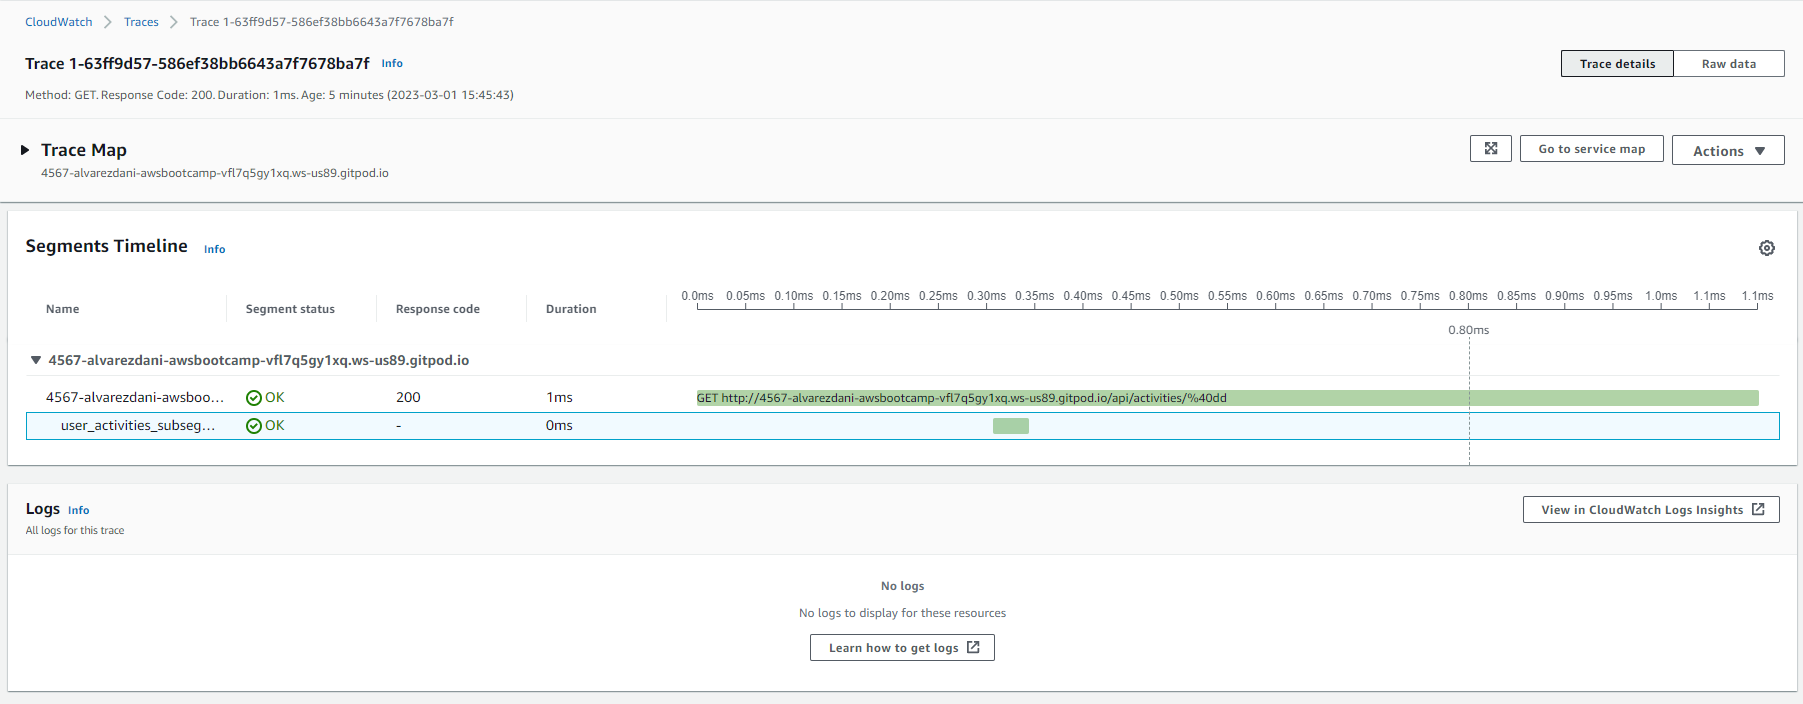 CloudWatch Traces Trace 1-63ff9d57-586ef38bb6643a7f7678ba7f
Trace 1-63ff9d57-586ef38bb6643a7f7678ba7f Info
Trace details Raw data
Method: GET. Response Code: 200. Duration: 1ms. Age: 5 minutes (2023-03-01 15:45:43)
Trace Map
Go to service map Actions
4567-alvarezdani-awsbootcamp-vfl7q5gy1xq.ws-us89.gitpod.io
Segments Timeline Info
0.0ms 0.05ms 0.10ms 0.15ms 0.20ms 0.25ms 0.30ms 0.35ms 0.40ms 0.45ms 0.50ms 0.55ms 0.60ms 0.65ms 0.70ms 0.75ms 0.80ms 0.85ms 0.90ms 0.95ms 1.0ms 1.1ms 1.1ms
Name Segment status Response code Duration
0.80ms
4567-alvarezdani-awsbootcamp-vfl7q5gy1xq.ws-us89.gitpod.io
4567-alvarezdani-awsboo... OK 200 1ms GET http://4567-alvarezdani-awsbootcamp-vfl7q5gy1xq.ws-us89.gitpod.io/api/activities/%40dd
user_activities_subseg... OK - 0ms
Logs Info
View in CloudWatch Logs Insights
All logs for this trace
No logs
No logs to display for these resources
Learn how to get logs